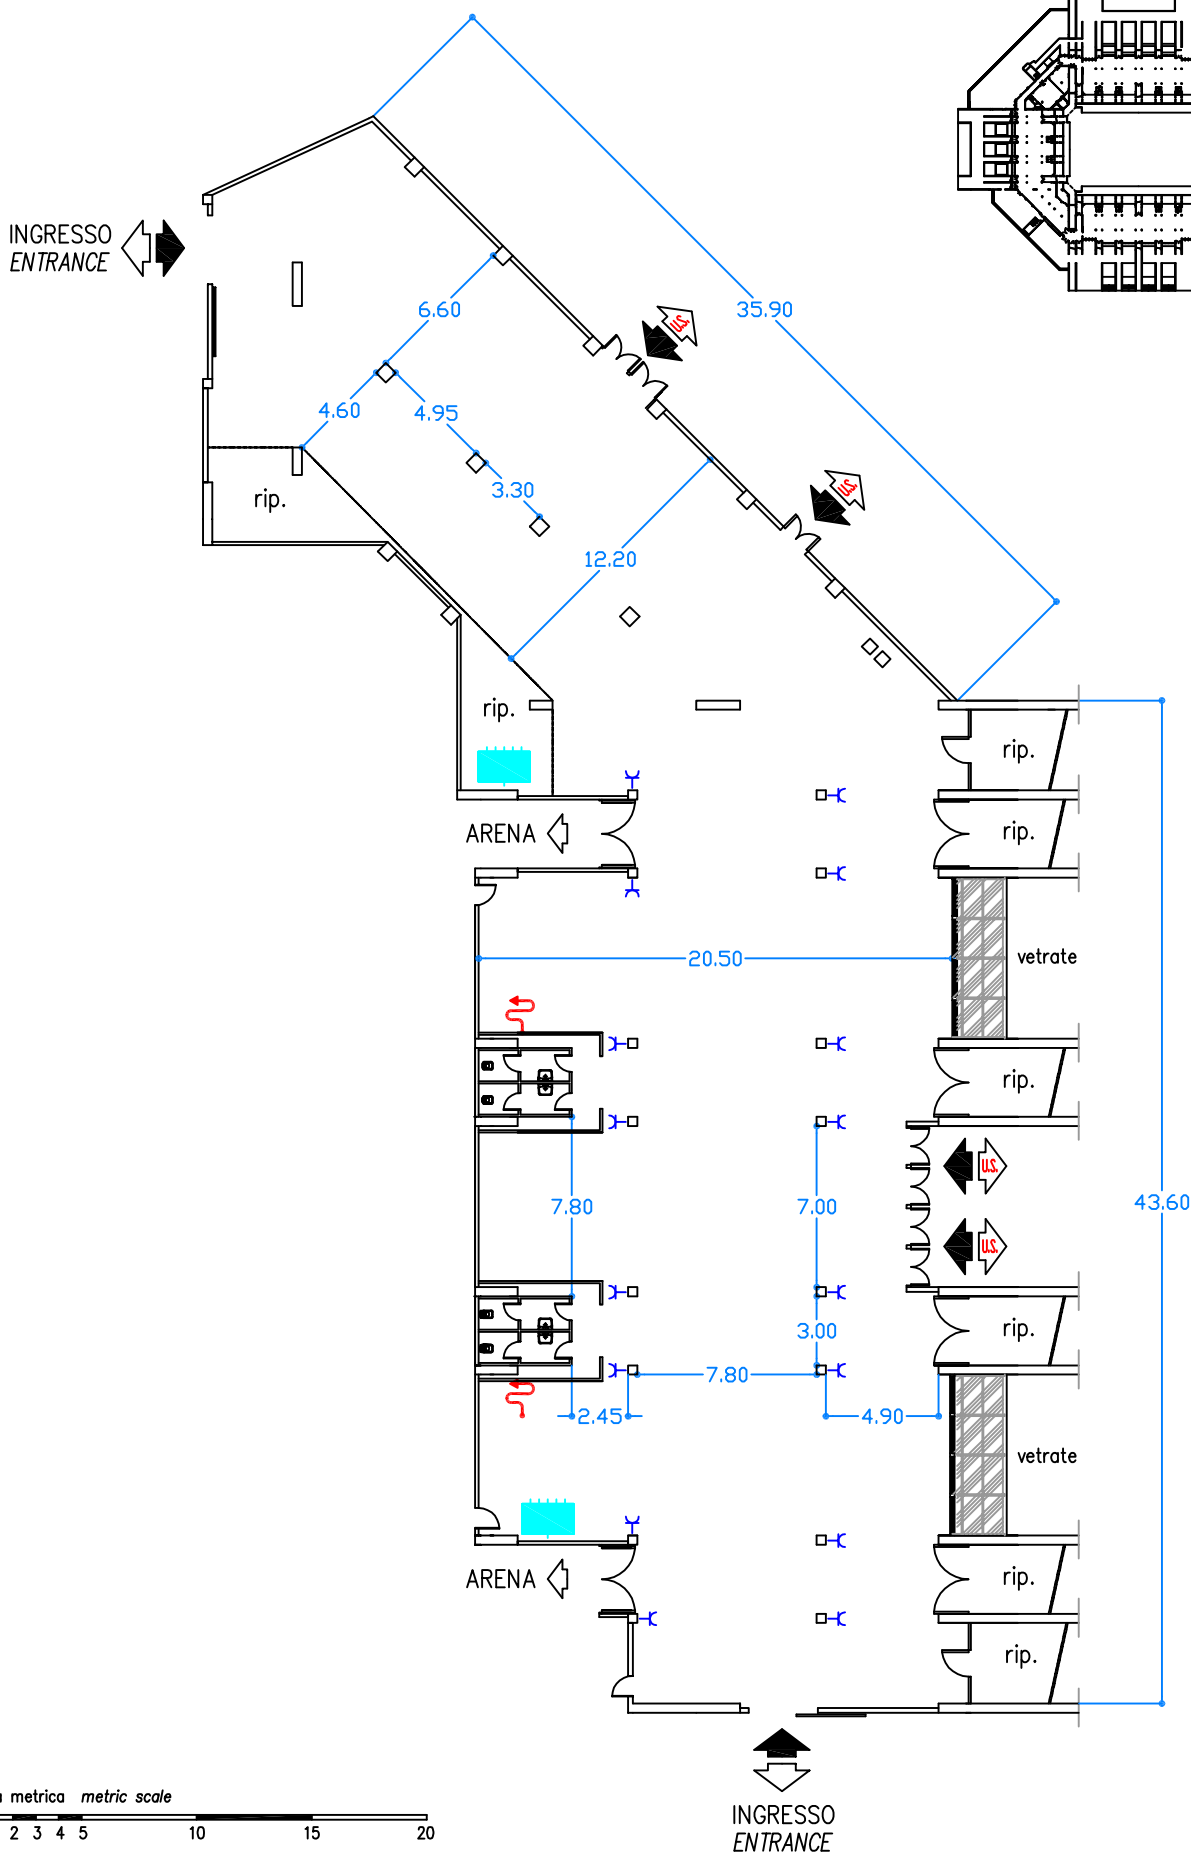 INGRESSO
ENTRANCE
6.60
35.90
U.S.
4.60
4.95
3.30
rip.
U.S.
12.20
rip.
rip.
ARENA
rip.
20.50
vetrate
rip.
U.S.
7.80
7.00
43.60
U.S.
3.00
rip.
7.80
2.45
4.90
vetrate
ARENA
rip.
rip.
metrica metric scale
2 3 4 5 10 15 20
INGRESSO
ENTRANCE